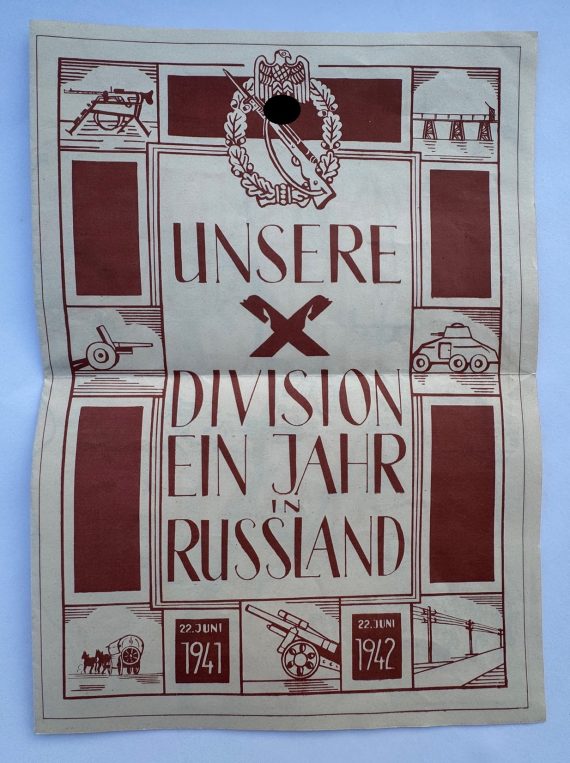 UNSERE
DIVISION
EIN JAHR
IN
RUSSLAND
22. JUNI
1941
22. JUNI
1942